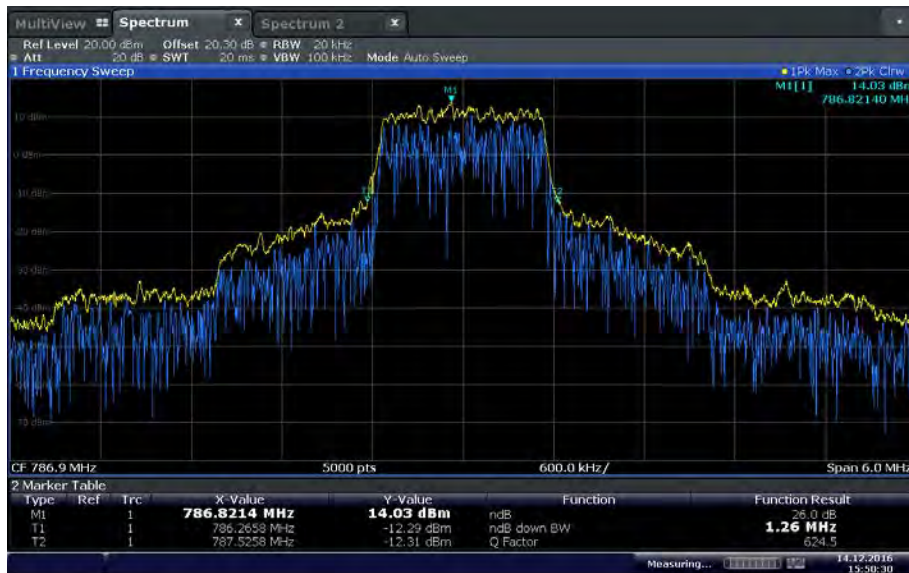 MultiView Spectrum X Spectrum 2 X
Ref Level 20.00 dBm Offset 20.30 dB RBW 20 kHz
Att 20 dB SWT 20 ms VBW 100 kHz Mode Auto Sweep
1 Frequency Sweep 1Pk Max 2Pk Clrw
M1[1] 14.03 dBm
786.82140 MHz
M1
10 dBm
0 dBm
T1 T2
CF 786.9 MHz 5000 pts 600.0 kHz/ Span 6.0 MHz
2 Marker Table
Type Ref Trc X-Value Y-Value Function Function Result
M1 1 786.8214 MHz 14.03 dBm ndB 26.0 dB
T1 1 786.2658 MHz -12.29 dBm ndB down BW 1.26 MHz
T2 1 787.5258 MHz -12.31 dBm Q Factor 624.5
Measuring... 14.12.2016
15:50:30